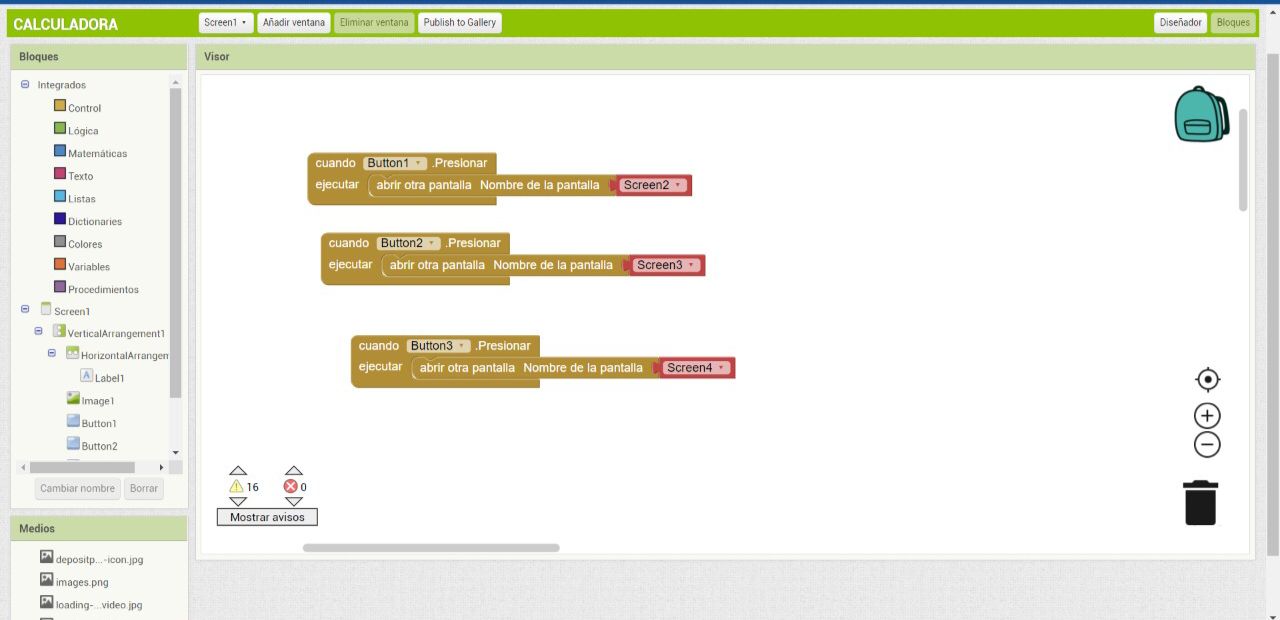 CALCULADORA
Screen1
Añadir ventana
Eliminar ventana
Publish to Gallery
Diseñador
Bloques
Bloques
Integrados
Control
Lógica
Matemáticas
Texto
Listas
Dictionaries
Colores
Variables
Procedimientos
Screen1
VerticalArrangement1
HorizontalArrangem
A Label1
Image1
Button1
Button2
Cambiar nombre
Borrar
Medios
depositp...-icon.jpg
images.png
loading-...video.jpg
Visor
cuando Button1 .Presionar
ejecutar abrir otra pantalla Nombre de la pantalla Screen2
cuando Button2 .Presionar
ejecutar abrir otra pantalla Nombre de la pantalla Screen3
cuando Button3 .Presionar
ejecutar abrir otra pantalla Nombre de la pantalla Screen4
16
0
Mostrar avisos